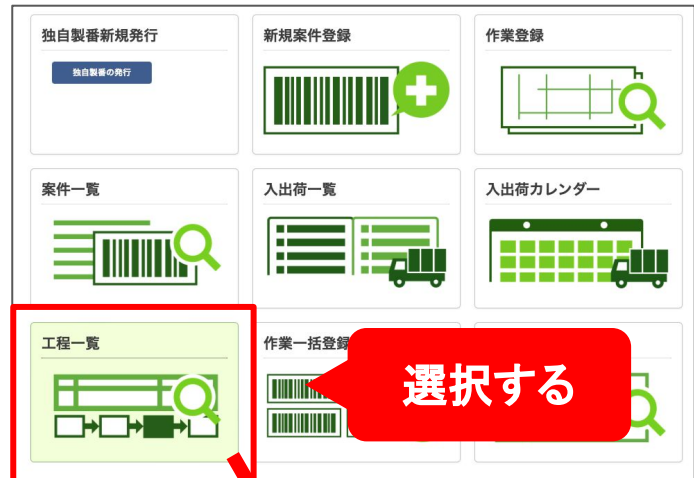 独自製番新規発行
新規案件登録
作業登録
独自製番の発行
案件一覧
入出荷一覧
入出荷カレンダー
工程一覧
作業一括登録
選択する